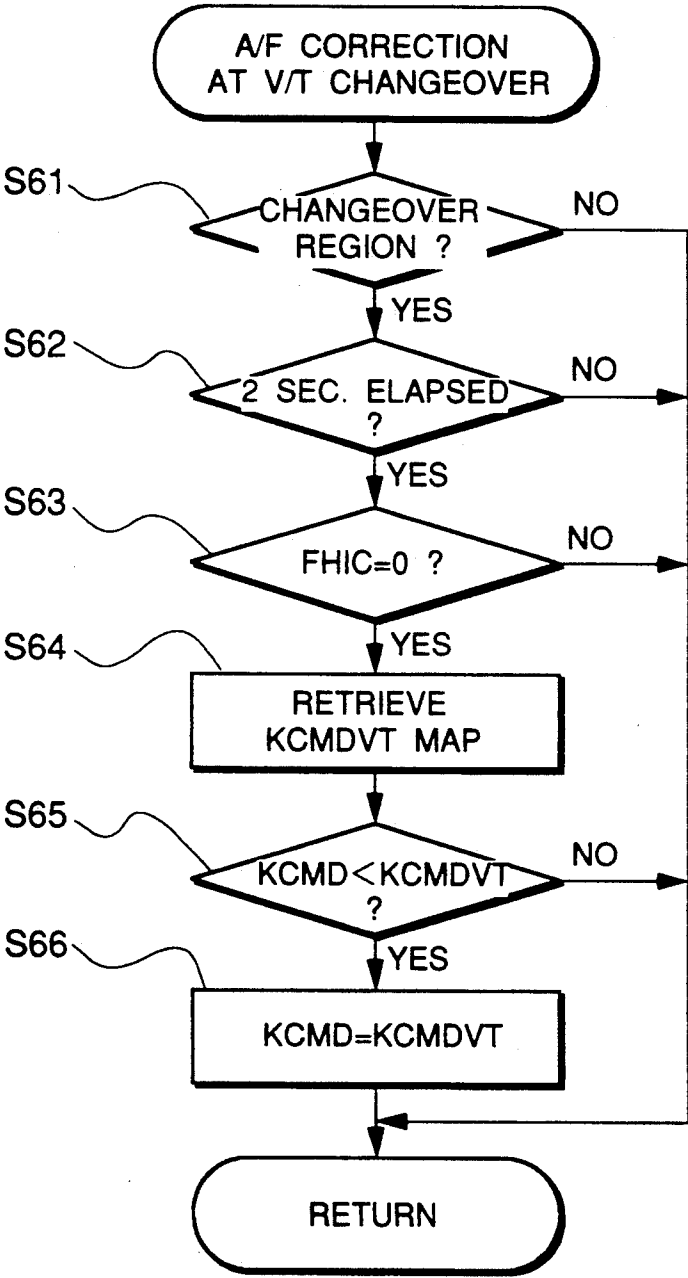 A/F CORRECTION
AT V/T CHANGEOVER
S61
CHANGEOVER
REGION ?
NO
YES
S62
2 SEC. ELAPSED
?
NO
YES
S63
FHIC=0 ?
NO
YES
S64
RETRIEVE
KCMDVT MAP
S65
KCMD<KCMDVT
?
NO
YES
S66
KCMD=KCMDVT
RETURN